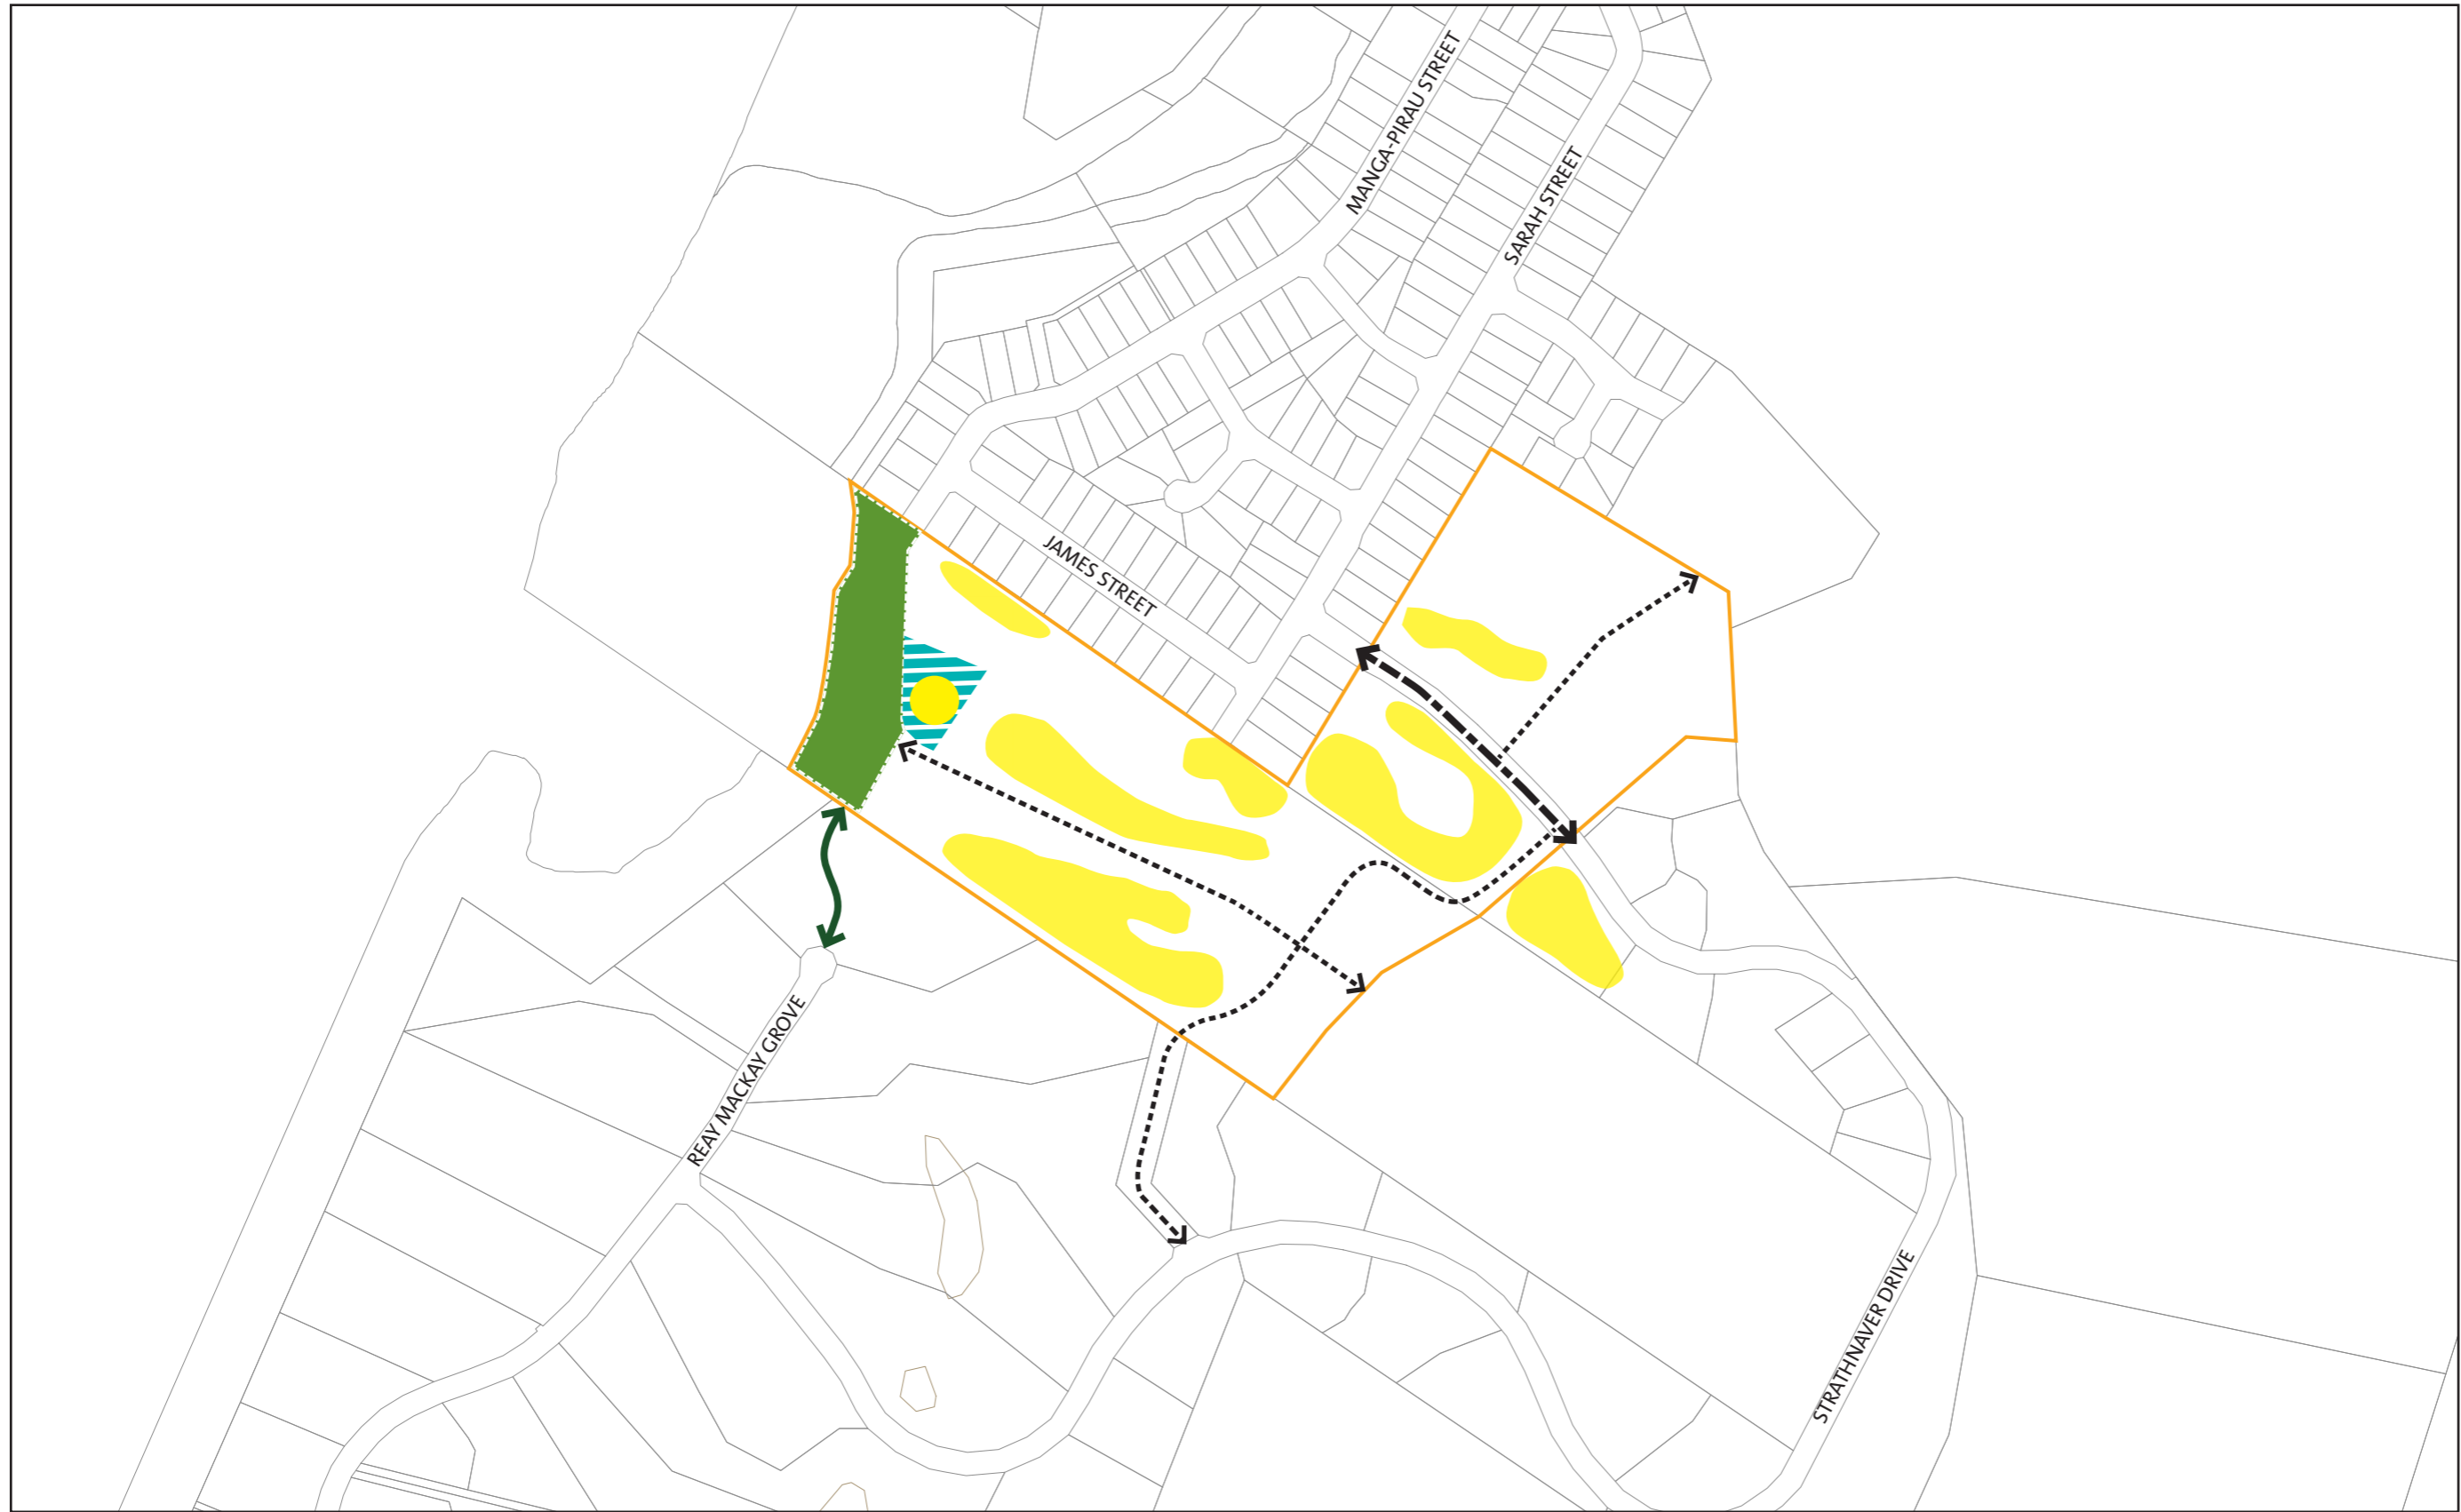 MANGA-PIRAU STREET
SARAH STREET
JAMES STREET
REAY MACKAY GROVE
STRATHNAVER DRIVE